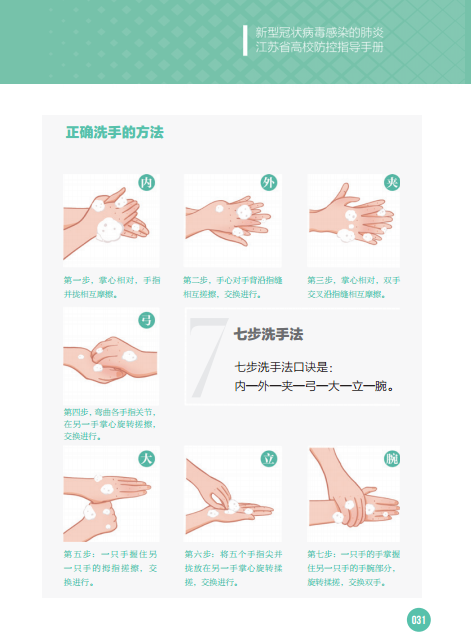 新型冠状病毒感染的肺炎
江苏省高校防控指导手册
正确洗手的方法
内
外
夹
第一步，掌心相对，手指
并拢相互摩擦。
第二步，手心对手背沿指缝
相互搓擦，交换进行。
第三步，掌心相对，双手
交叉沿指缝相互摩擦。
弓
7
七步洗手法
七步洗手法口诀是：
内一外一夹一弓一大一立一腕。
第四步，弯曲各手指关节，
在另一手掌心旋转搓擦，
交换进行。
大
立
腕
第五步：一只手握住另
一只手的拇指搓擦，交
换进行。
第六步：将五个手指尖并
拢放在另一手掌心旋转揉
搓，交换进行。
第七步：一只手的手掌握
住另一只手的手腕部分，
旋转揉搓，交换双手。
031